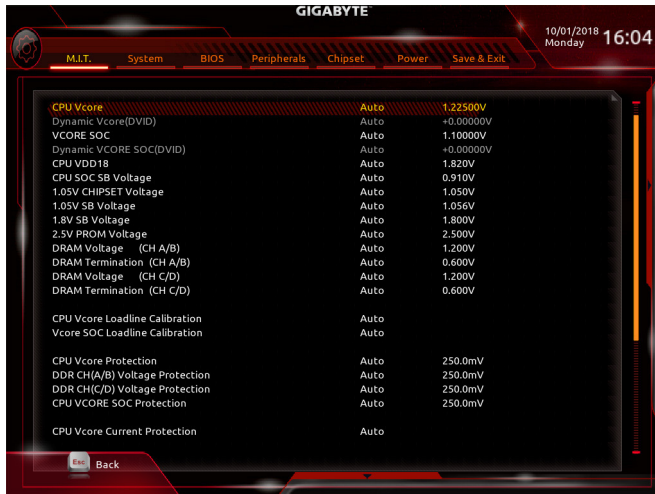 GIGABYTE™
10/01/2018 Monday 16:04
M.I.T. System BIOS Peripherals Chipset Power Save & Exit
CPU Vcore Auto 1.22500V
Dynamic Vcore(DVID) Auto +0.00000V
VCORE SOC Auto 1.10000V
Dynamic VCORE SOC(DVID) Auto +0.00000V
CPU VDD18 Auto 1.820V
CPU SOC SB Voltage Auto 0.910V
1.05V CHIPSET Voltage Auto 1.050V
1.05V SB Voltage Auto 1.056V
1.8V SB Voltage Auto 1.800V
2.5V PROM Voltage Auto 2.500V
DRAM Voltage (CH A/B) Auto 1.200V
DRAM Termination (CH A/B) Auto 0.600V
DRAM Voltage (CH C/D) Auto 1.200V
DRAM Termination (CH C/D) Auto 0.600V
CPU Vcore Loadline Calibration Auto
Vcore SOC Loadline Calibration Auto
CPU Vcore Protection Auto 250.0mV
DDR CH(A/B) Voltage Protection Auto 250.0mV
DDR CH(C/D) Voltage Protection Auto 250.0mV
CPU VCORE SOC Protection Auto 250.0mV
CPU Vcore Current Protection Auto
Esc Back